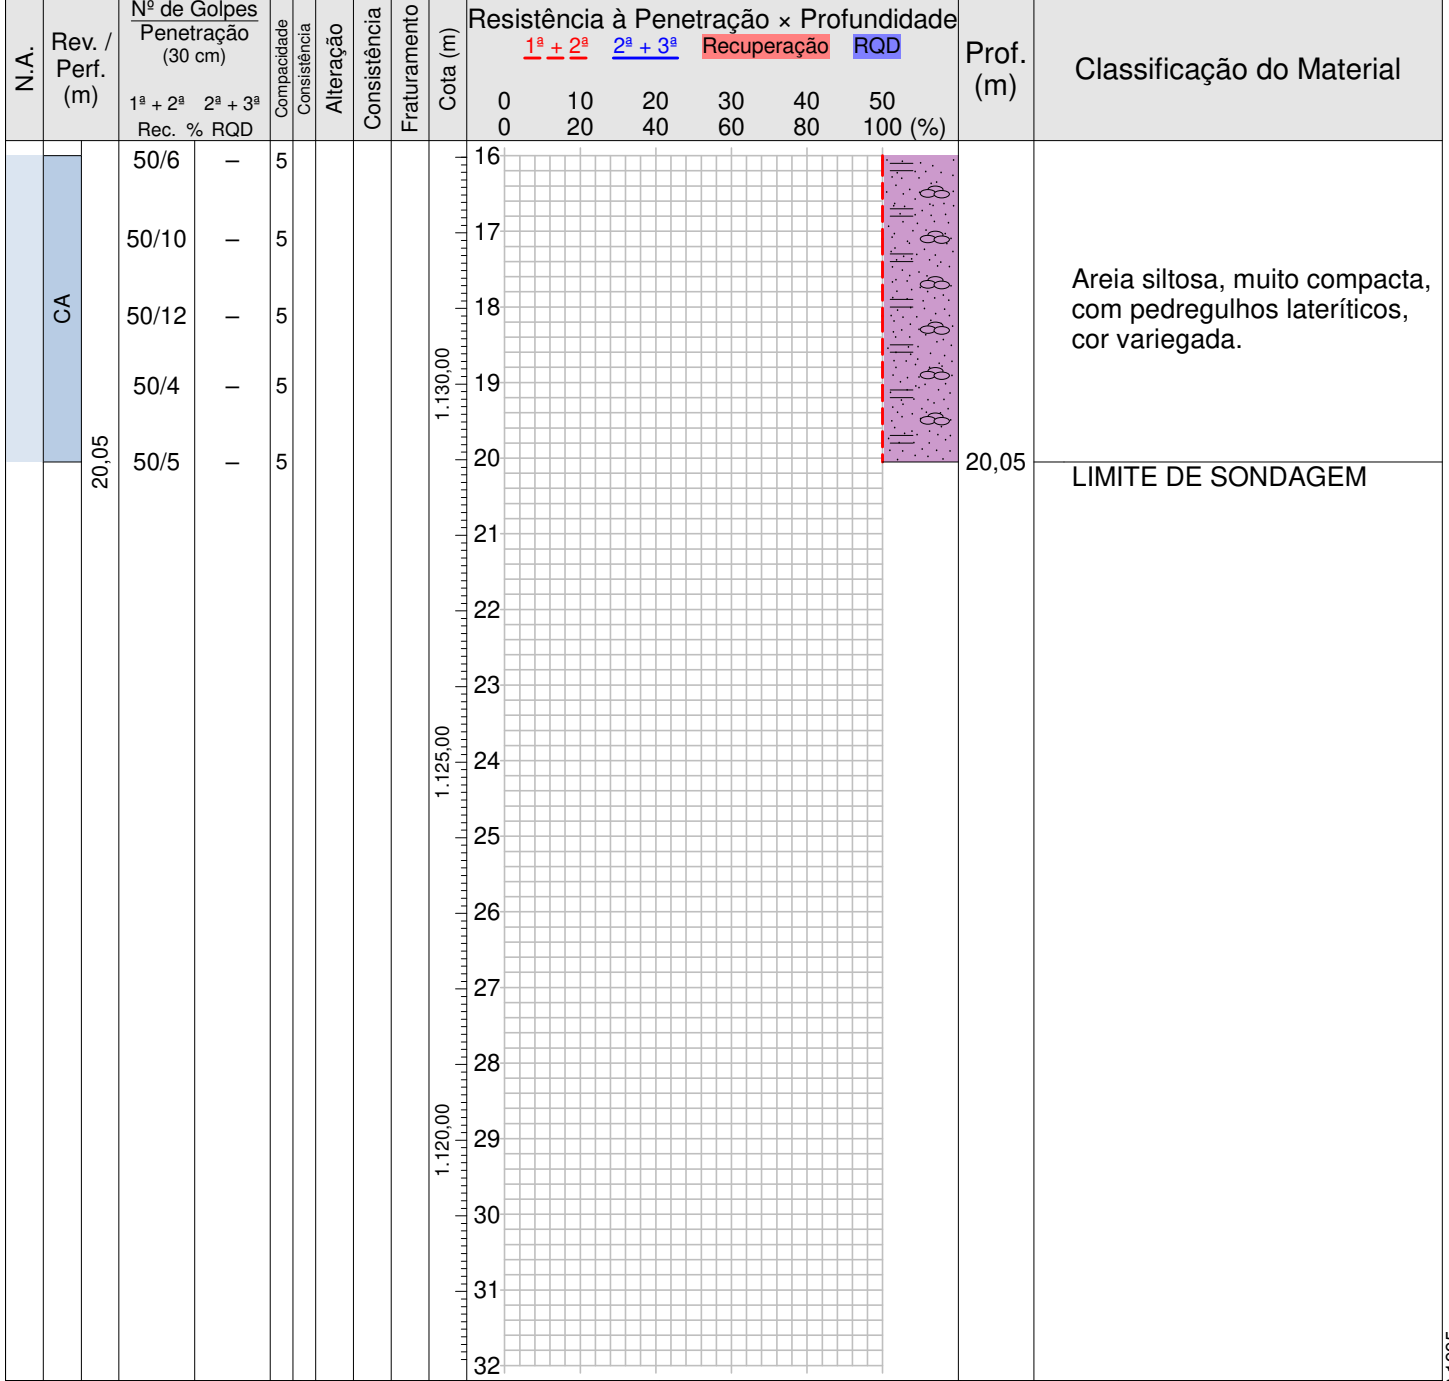 N.A.
Rev. /
Perf.
(m)
Nº de Golpes
Penetração
(30 cm)
1ª + 2ª 2ª + 3ª
Rec. % RQD
Compacidade
Consistência
Alteração
Consistência
Fraturamento
Cota (m)
Resistência à Penetração × Profundidade
1ª + 2ª 2ª + 3ª Recuperação RQD
0 10 20 30 40 50
0 20 40 60 80 100 (%)
Prof.
(m)
Classificação do Material
CA
20,05
50/6 – 5
50/10 – 5
50/12 – 5
50/4 – 5
50/5 – 5
1.130,00
1.125,00
1.120,00
16
17
18
19
20
21
22
23
24
25
26
27
28
29
30
31
32
20,05
Areia siltosa, muito compacta,
com pedregulhos lateríticos,
cor variegada.
LIMITE DE SONDAGEM